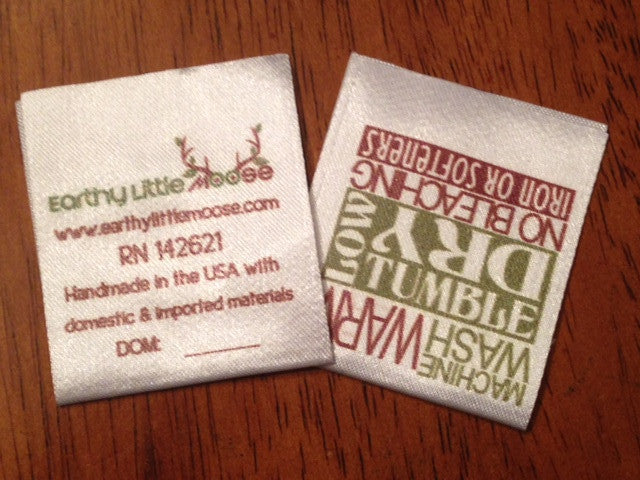 Earthy Little Moose
www.earthylittlemoose.com
RN 142621
Handmade in the USA with
domestic & imported materials
DOM: ________
MACHINE
WASH
WARM
TUMBLE
DRY
LOW
NO BLEACHING
IRON OR SOFTENERS